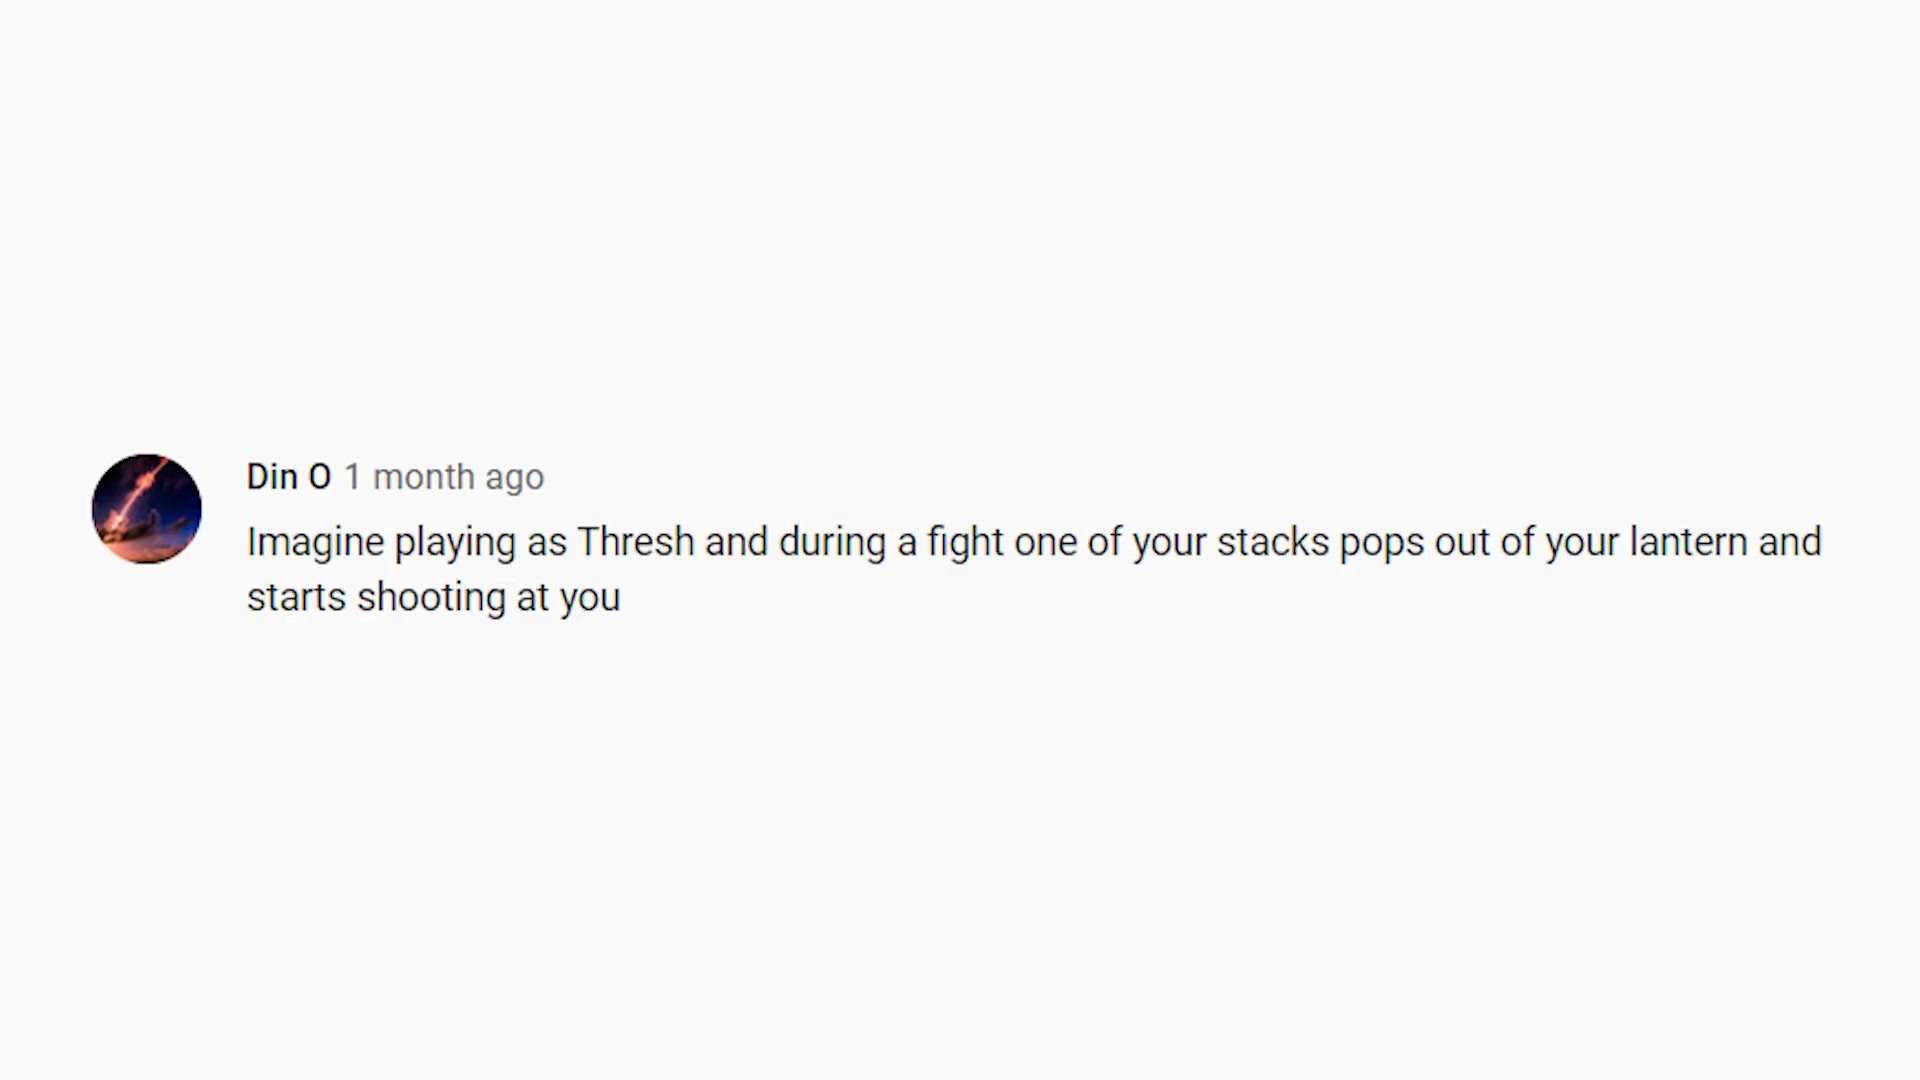 Din O 1 month ago
Imagine playing as Thresh and during a fight one of your stacks pops out of your lantern and
starts shooting at you